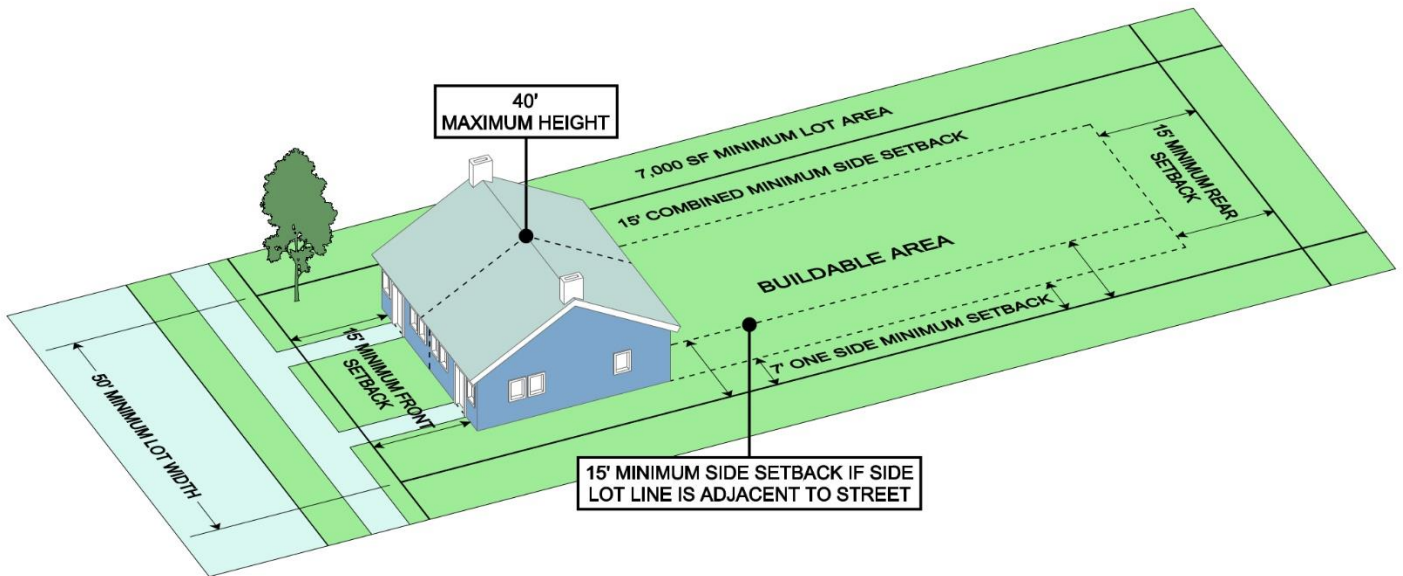 40'
MAXIMUM HEIGHT
7,000 SF MINIMUM LOT AREA
15' COMBINED MINIMUM SIDE SETBACK
15' MINIMUM REAR
SETBACK
BUILDABLE AREA
7' ONE SIDE MINIMUM SETBACK
15' MINIMUM FRONT
SETBACK
50' MINIMUM LOT WIDTH
15' MINIMUM SIDE SETBACK IF SIDE
LOT LINE IS ADJACENT TO STREET